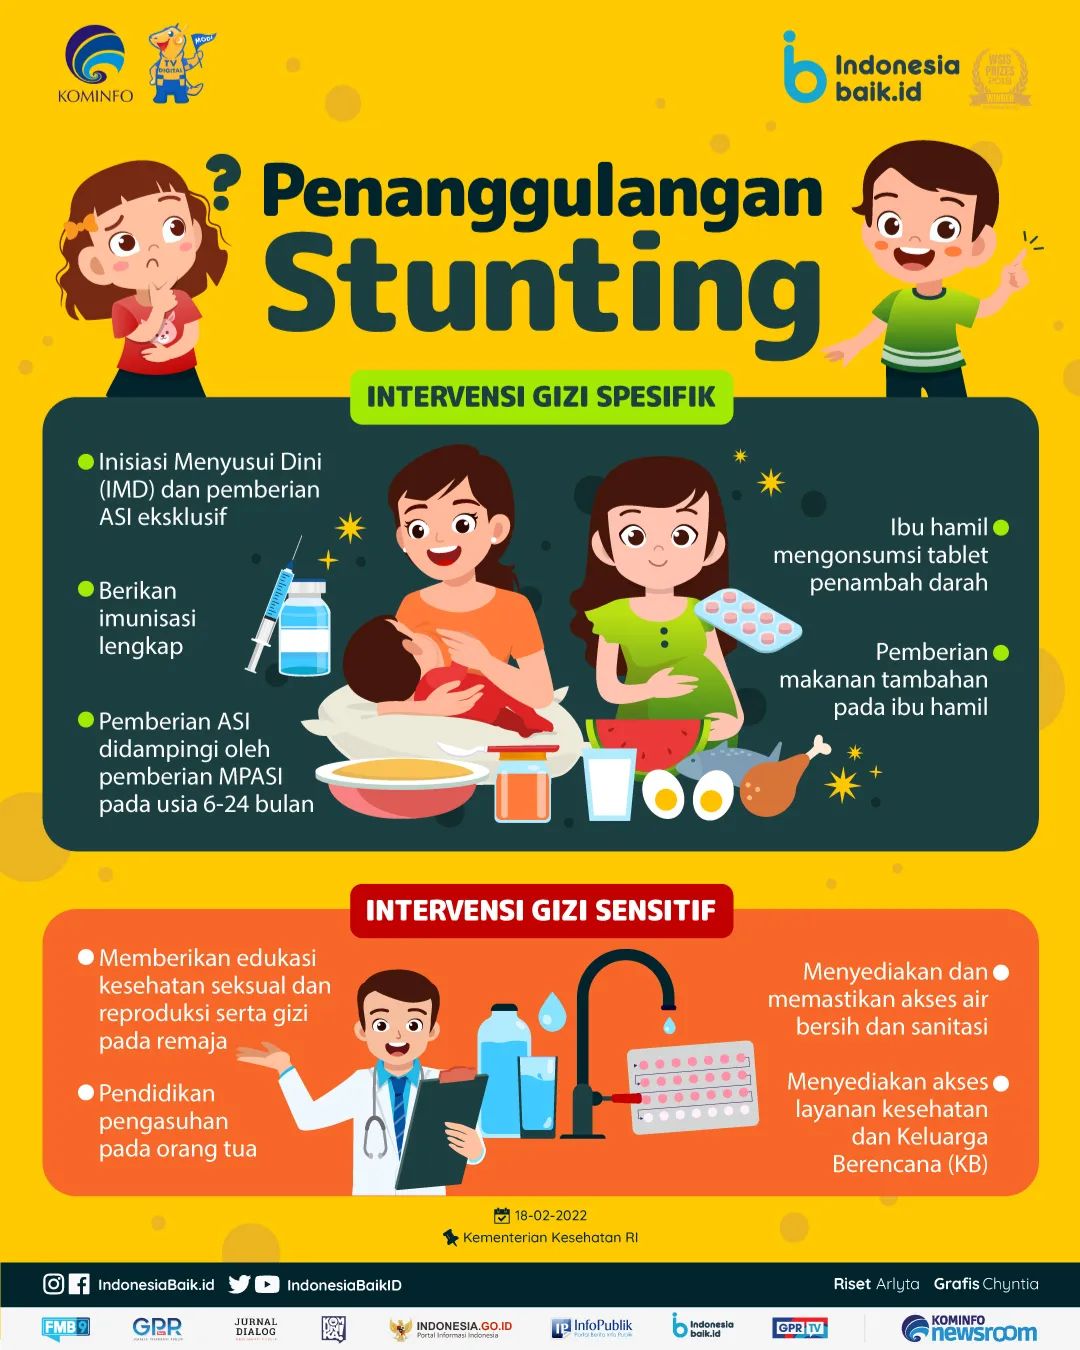 KOMINFO
TV
DIGITAL
MODI
Indonesia
baik.id
WSIS
PRIZES
WINNER
?
Penanggulangan
Stunting
INTERVENSI GIZI SPESIFIK
Inisiasi Menyusui Dini
(IMD) dan pemberian
ASI eksklusif
Berikan
imunisasi
lengkap
Pemberian ASI
didampingi oleh
pemberian MPASI
pada usia 6-24 bulan
Ibu hamil
mengonsumsi tablet
penambah darah
Pemberian
makanan tambahan
pada ibu hamil
INTERVENSI GIZI SENSITIF
Memberikan edukasi
kesehatan seksual dan
reproduksi serta gizi
pada remaja
Pendidikan
pengasuhan
pada orang tua
Menyediakan dan
memastikan akses air
bersih dan sanitasi
Menyediakan akses
layanan kesehatan
dan Keluarga
Berencana (KB)
18-02-2022
Kementerian Kesehatan RI
IndonesiaBaik.id IndonesiaBaikID
Riset Arlyta Grafis Chyntia
FMB9
GPR
JURNAL
DIALOG
INDONESIA.GO.ID
Portal Informasi Indonesia
InfoPublik
Portal Berita Info Publik
Indonesia
baik.id
GPR TV
KOMINFO
newsroom